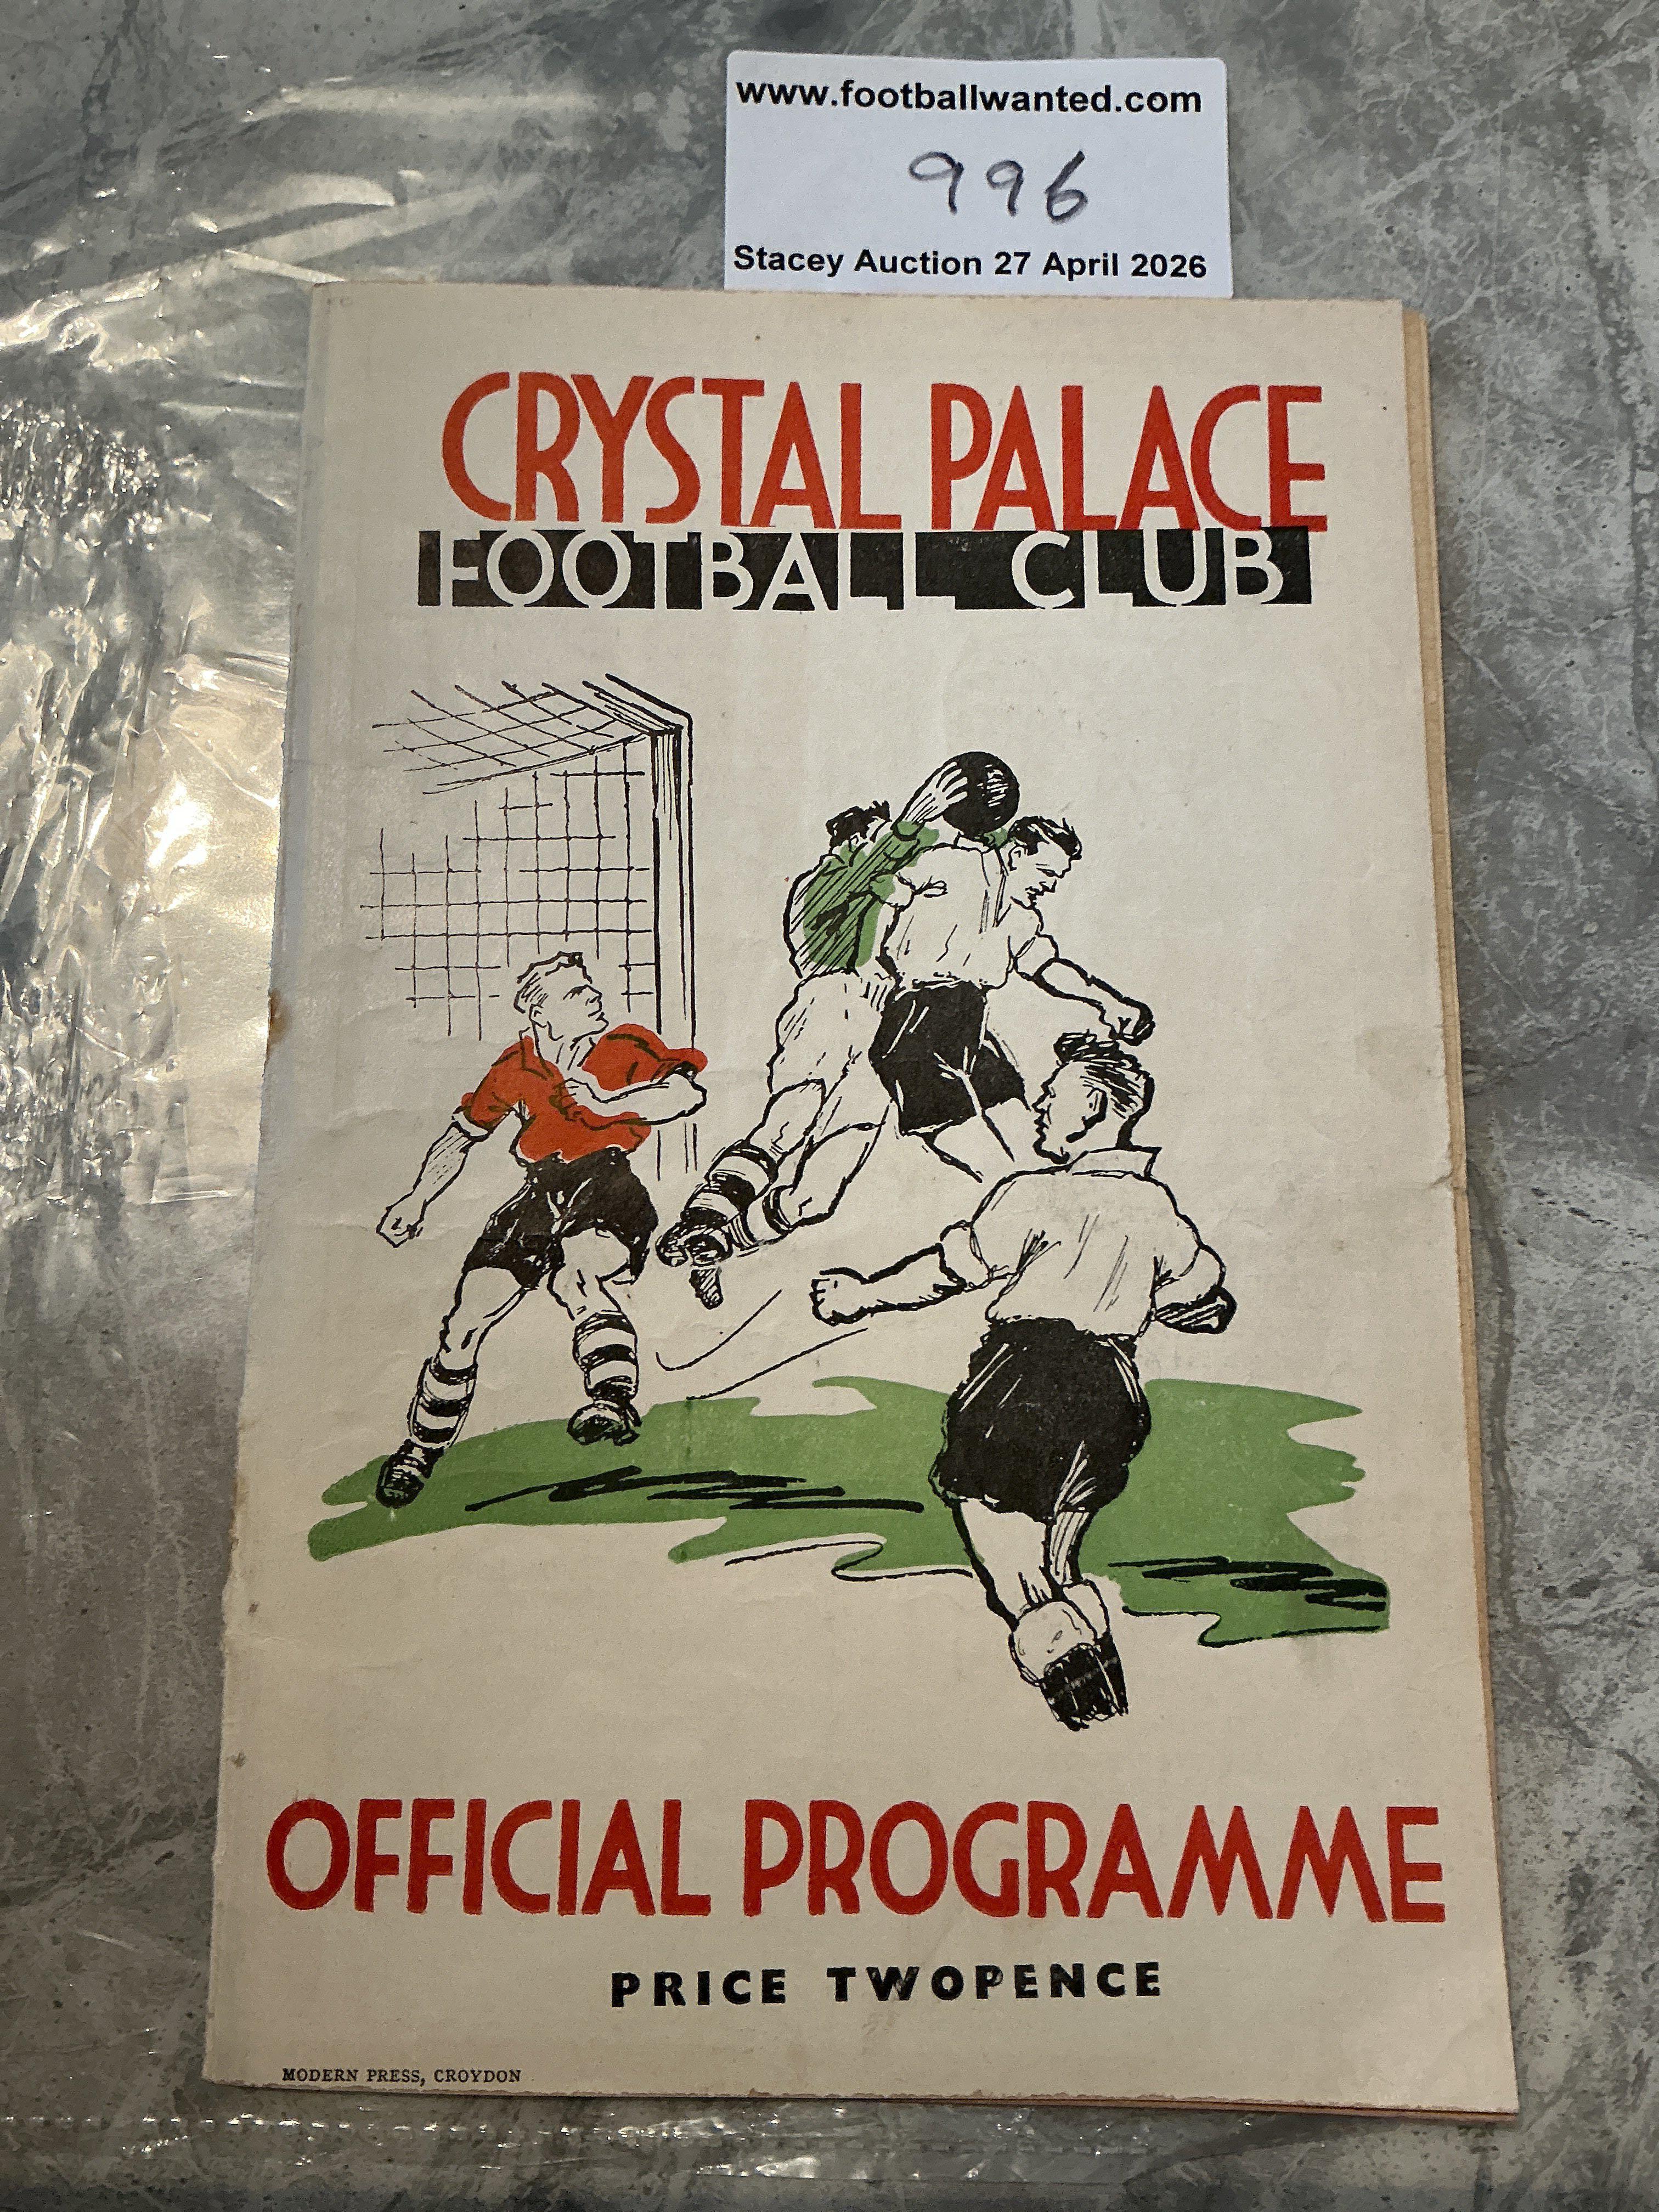 www.footballwanted.com
996
Stacey Auction 27 April 2026
CRYSTAL PALACE
FOOTBALL CLUB
OFFICIAL PROGRAMME
PRICE TWOPENCE
MODERN PRESS, CROYDON